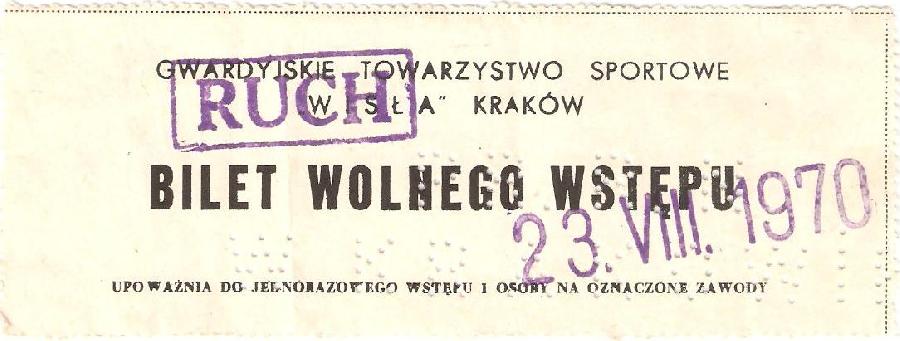 GWARDYJSKIE TOWARZYSTWO SPORTOWE
RUCH
„WISŁA" KRAKÓW
BILET WOLNEGO WSTĘPU
23. VIII. 1970
UPOWAŻNIA DO JEDNORAZOWEGO WSTĘPU 1 OSOBY NA OZNACZONE ZAWODY